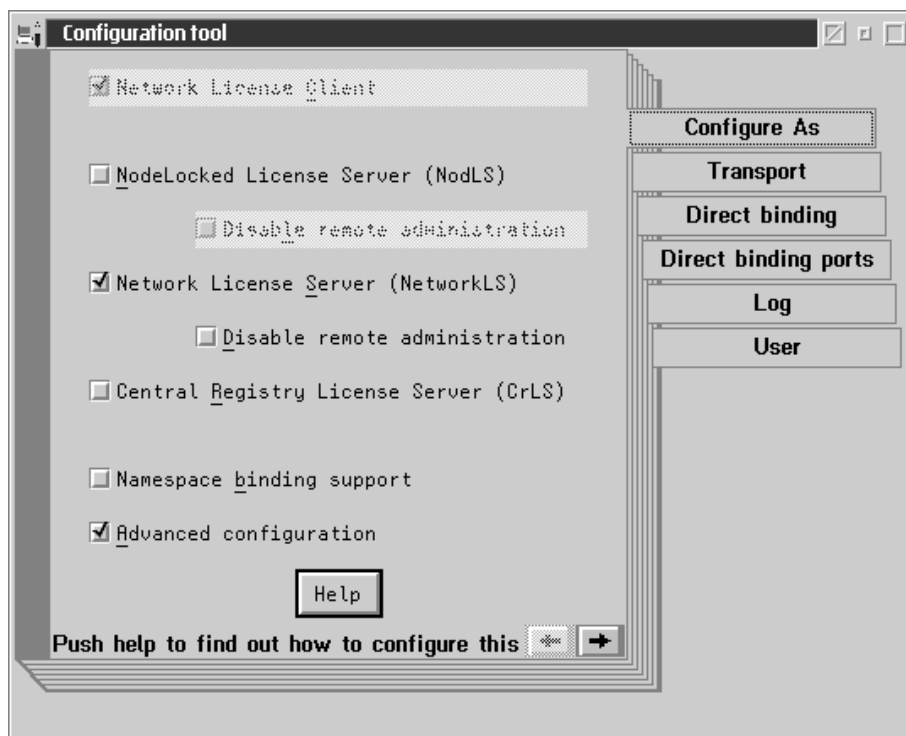 Configuration tool
Network License Client
NodeLocked License Server (NodLS)
Disable remote administration
Network License Server (NetworkLS)
Disable remote administration
Central Registry License Server (CrLS)
Namespace binding support
Advanced configuration
Help
Push help to find out how to configure this
Configure As
Transport
Direct binding
Direct binding ports
Log
User